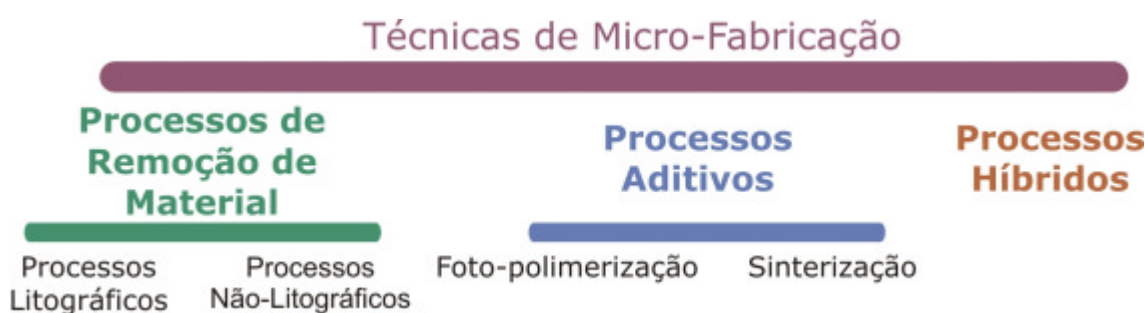 Técnicas de Micro-Fabricação
Processos de
Remoção de
Material
Processos
Aditivos
Processos
Híbridos
Processos
Litográficos
Processos
Não-Litográficos
Foto-polimerização
Sinterização